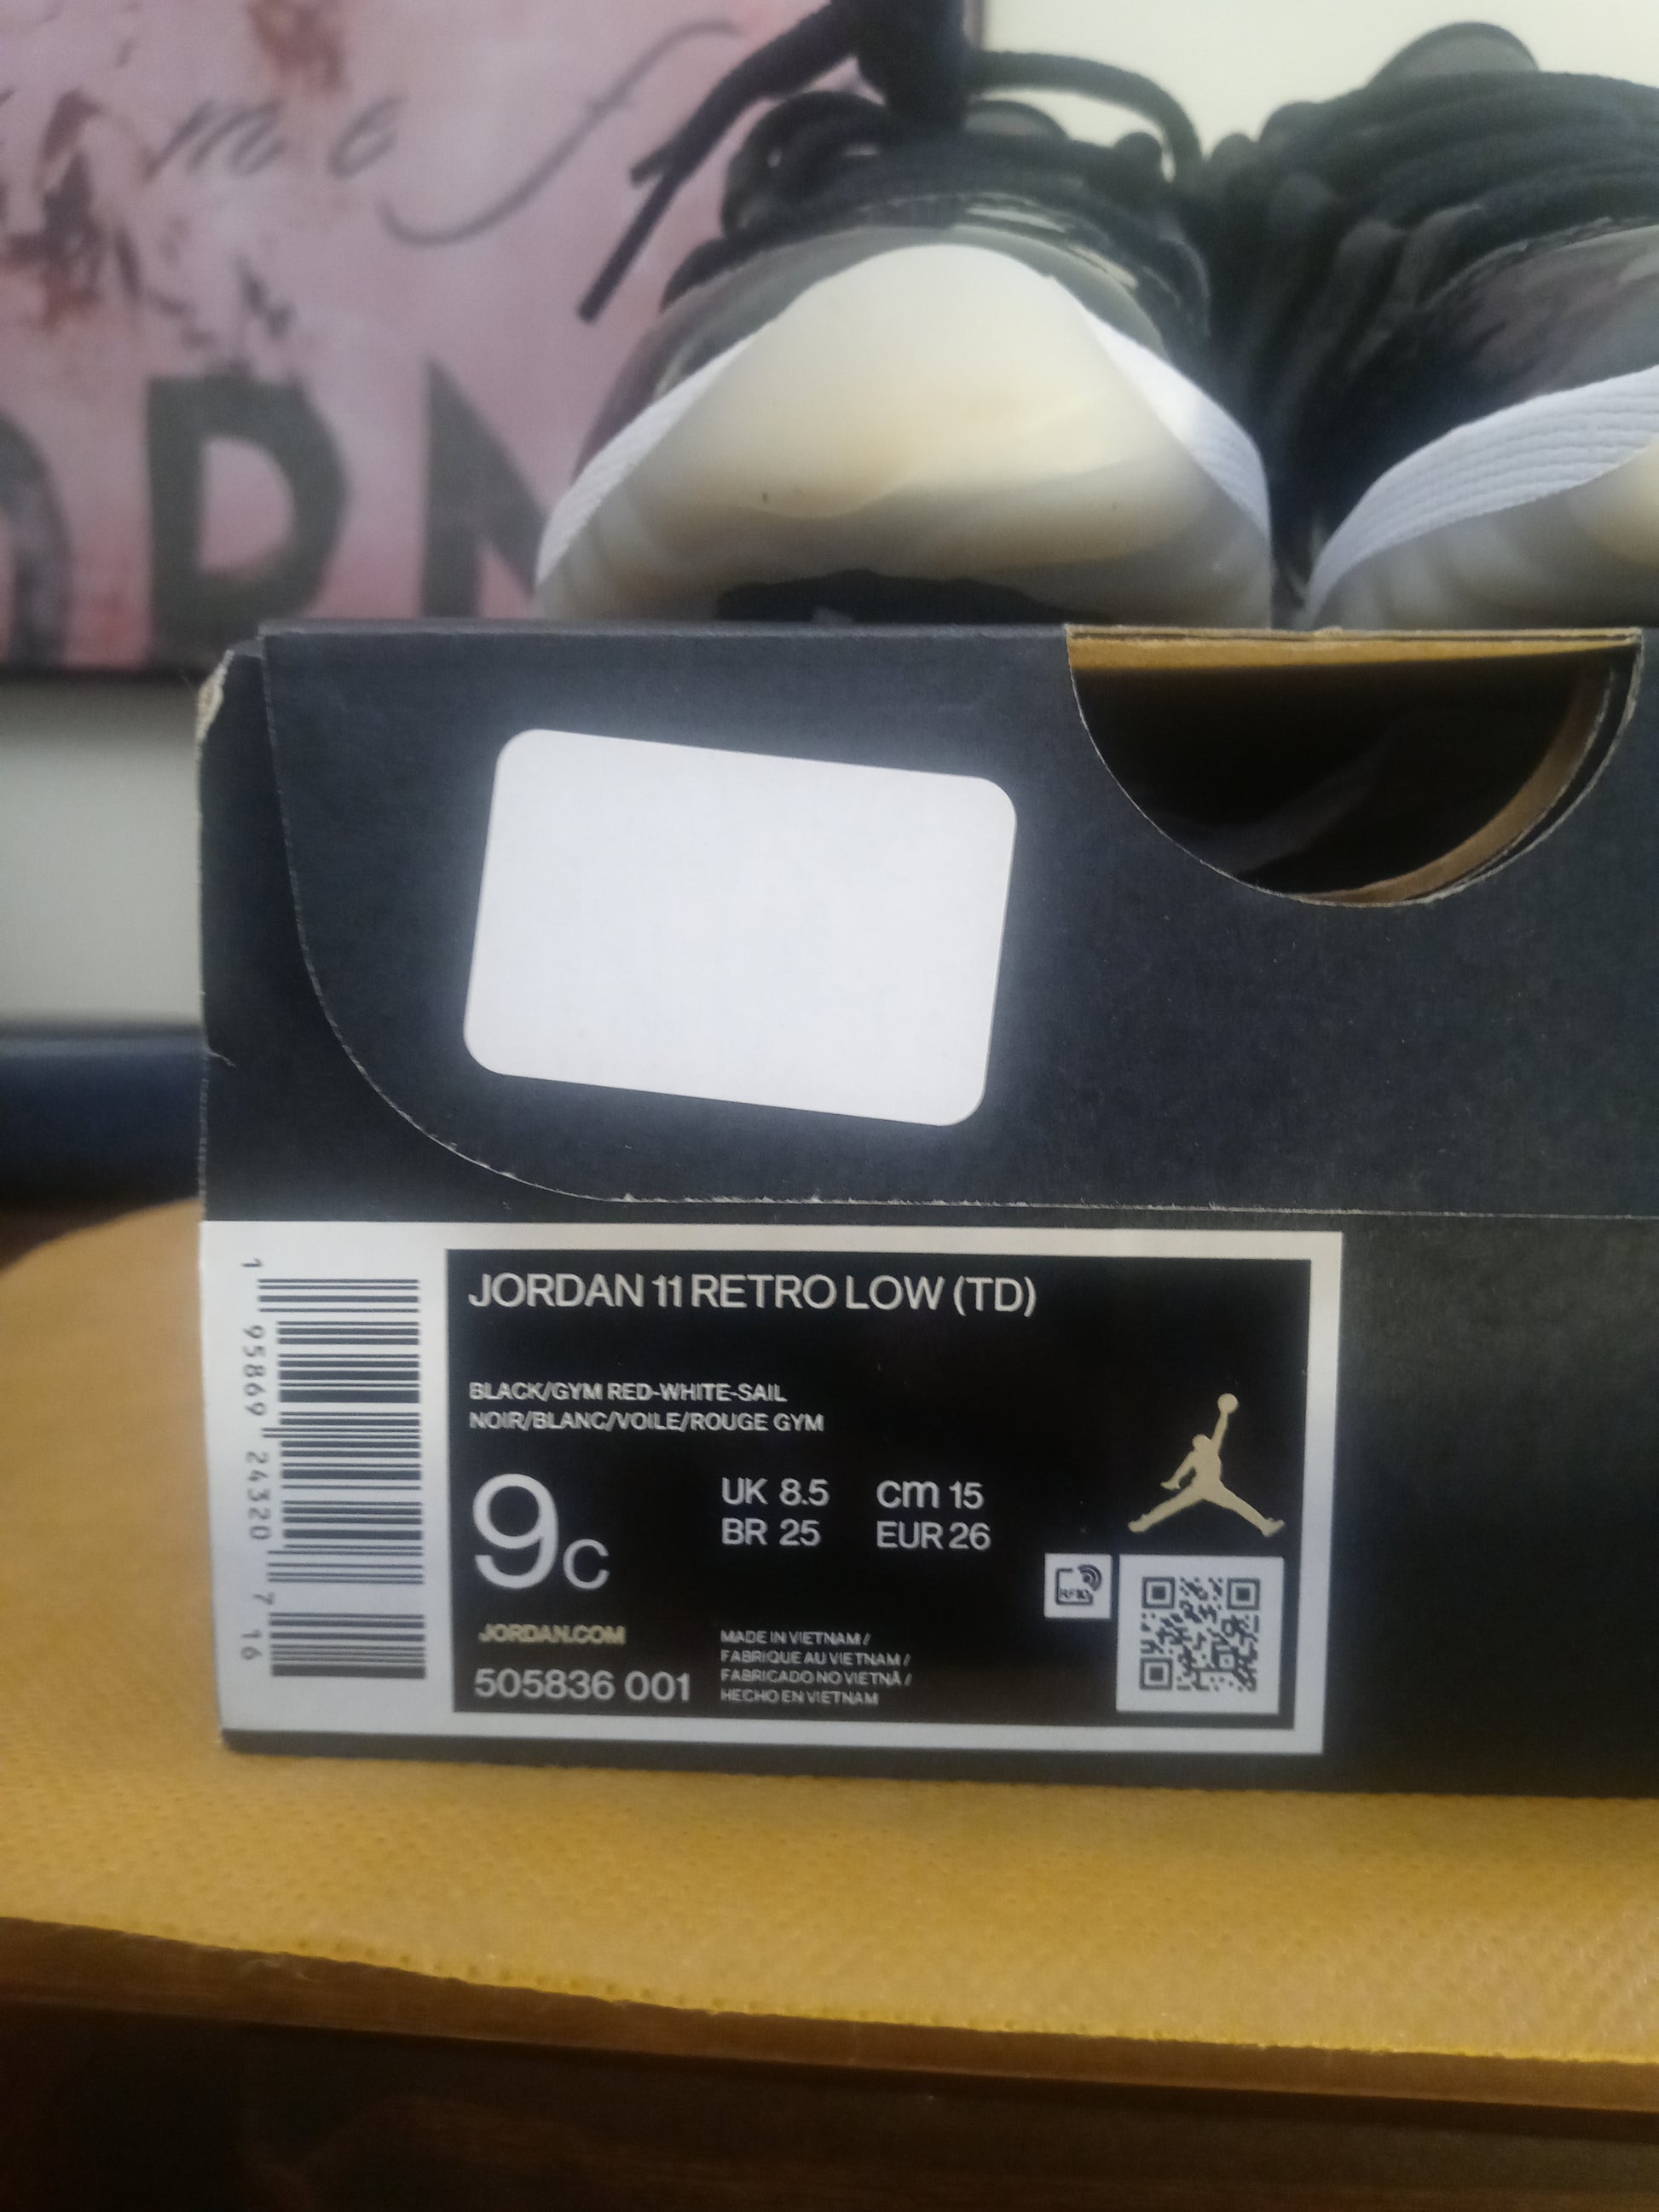 me f
JORDAN 11 RETRO LOW (TD)
BLACK/GYM RED-WHITE-SAIL
NOIR/BLANC/VOILE/ROUGE GYM
9C
UK 8.5 cm 15
BR 25 EUR 26
RFID
JORDAN.COM
505836 001
MADE IN VIETNAM /
FABRIQUE AU VIETNAM /
FABRICADO NO VIETNÃ /
HECHO EN VIETNAM
1 95869 24320 7 16